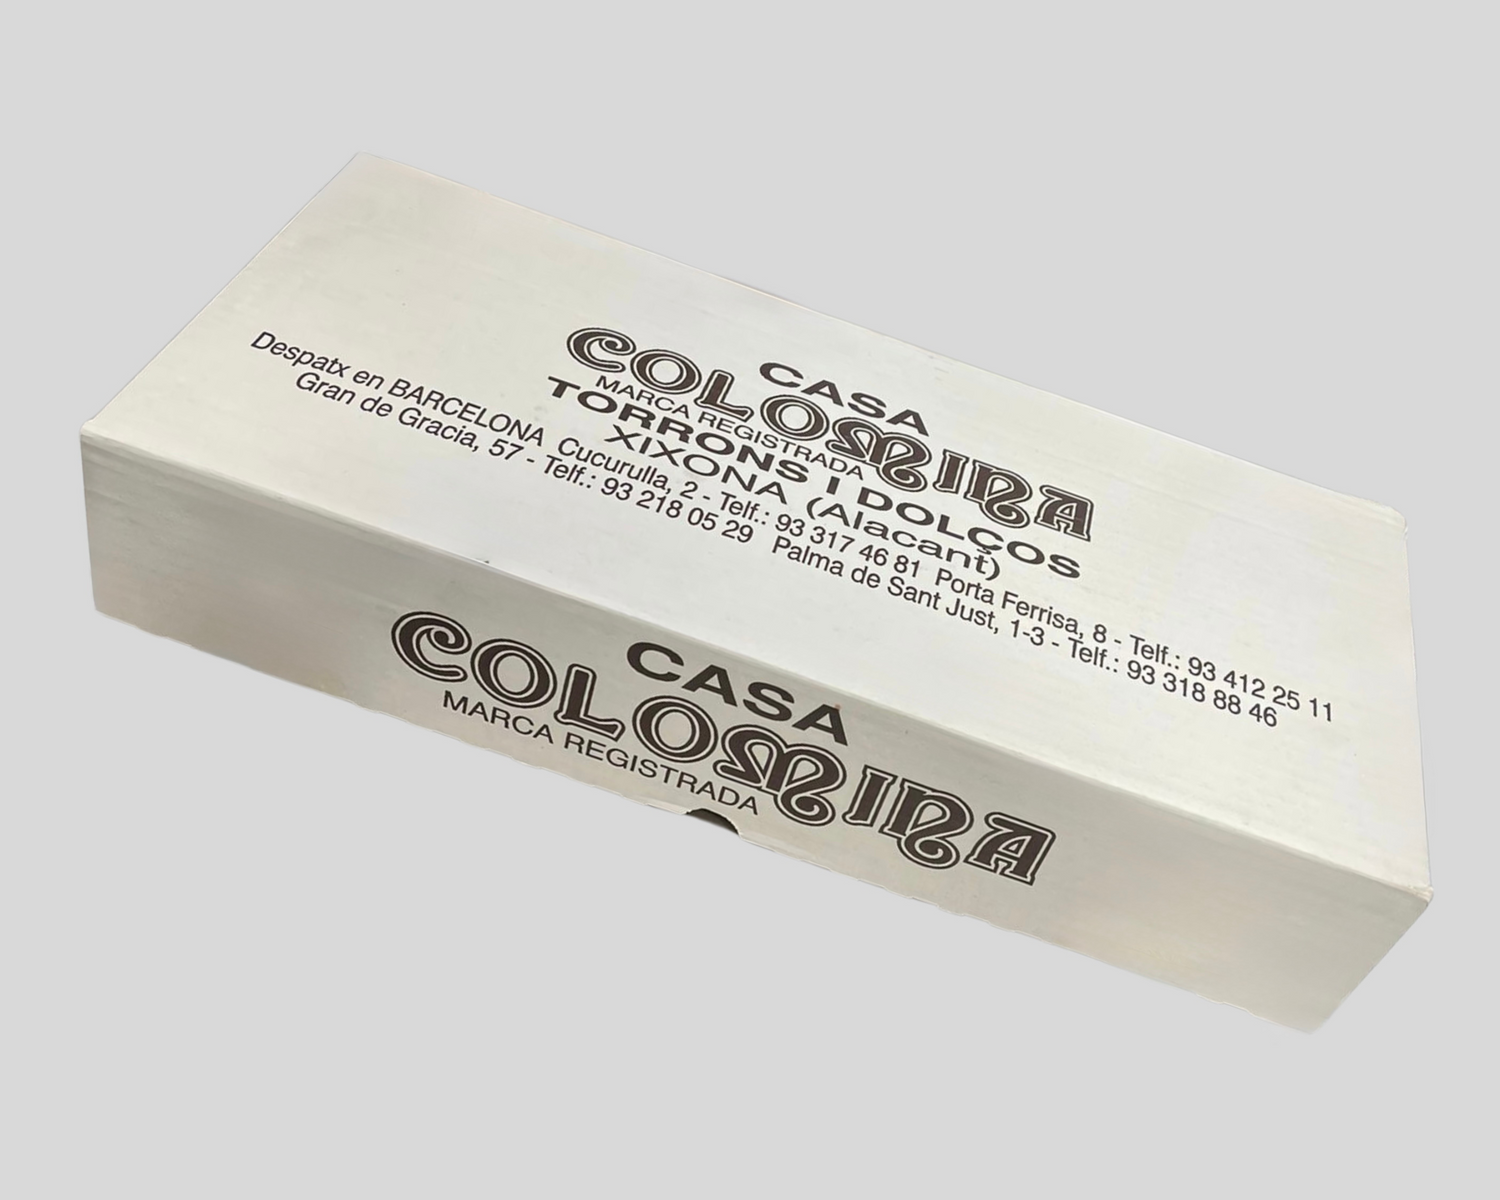 CASA
COLOMINA
MARCA REGISTRADA
TORRONS I DOLÇOS
XIXONA (Alacant)
Despatx en BARCELONA Cucurulla, 2 - Telf.: 93 317 46 81 Porta Ferrisa, 8 - Telf.: 93 412 25 11
Gran de Gracia, 57 - Telf.: 93 218 05 29 Palma de Sant Just, 1-3 - Telf.: 93 318 88 46
CASA
COLOMINA
MARCA REGISTRADA